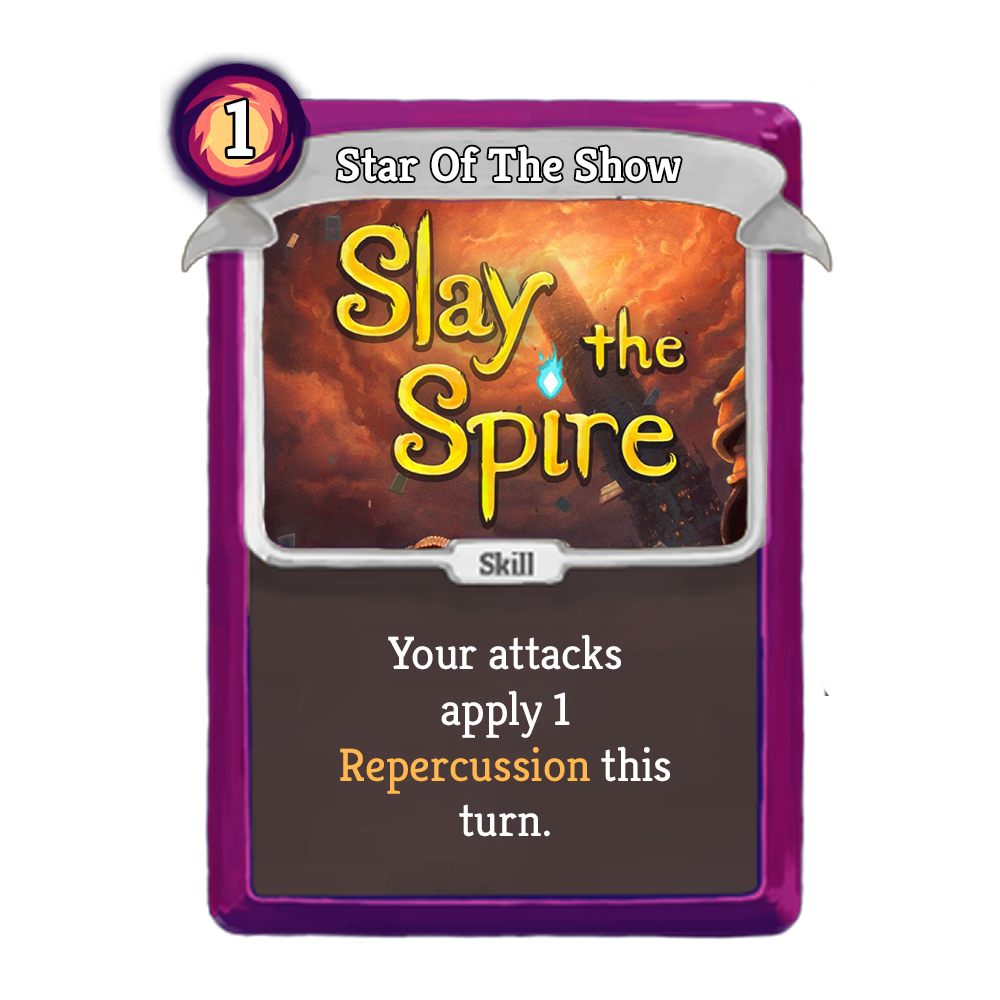 1
Star Of The Show
Slay
the
Spire
Skill
Your attacks
apply 1
Repercussion this
turn.